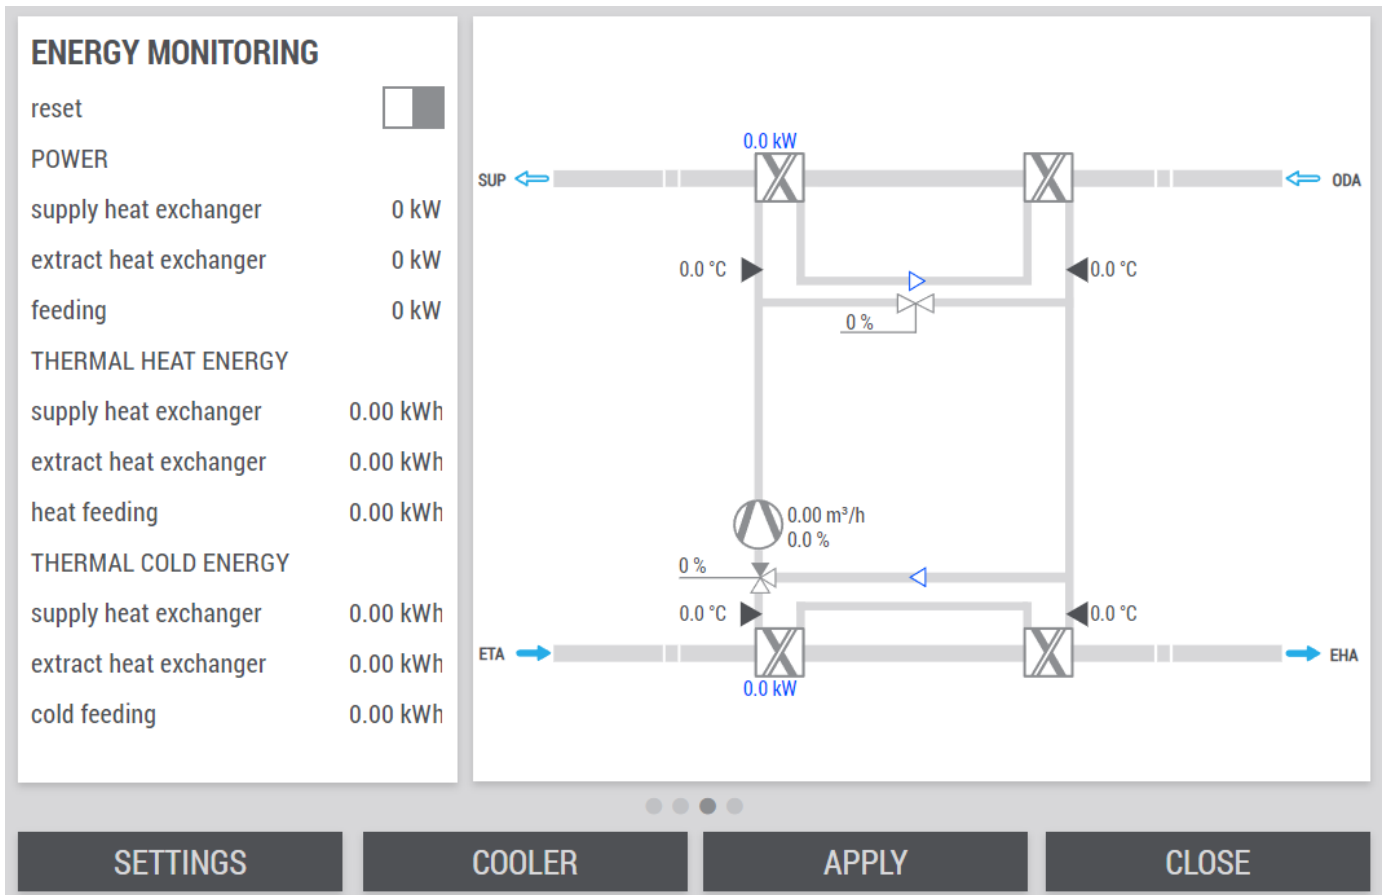 ENERGY MONITORING
reset
POWER
supply heat exchanger 0 kW
extract heat exchanger 0 kW
feeding 0 kW
THERMAL HEAT ENERGY
supply heat exchanger 0.00 kWh
extract heat exchanger 0.00 kWh
heat feeding 0.00 kWh
THERMAL COLD ENERGY
supply heat exchanger 0.00 kWh
extract heat exchanger 0.00 kWh
cold feeding 0.00 kWh
0.0 kW
SUP ODA
0.0 °C 0.0 °C
0 %
0.00 m³/h
0.0 %
0 %
0.0 °C 0.0 °C
ETA EHA
0.0 kW
SETTINGS COOLER APPLY CLOSE